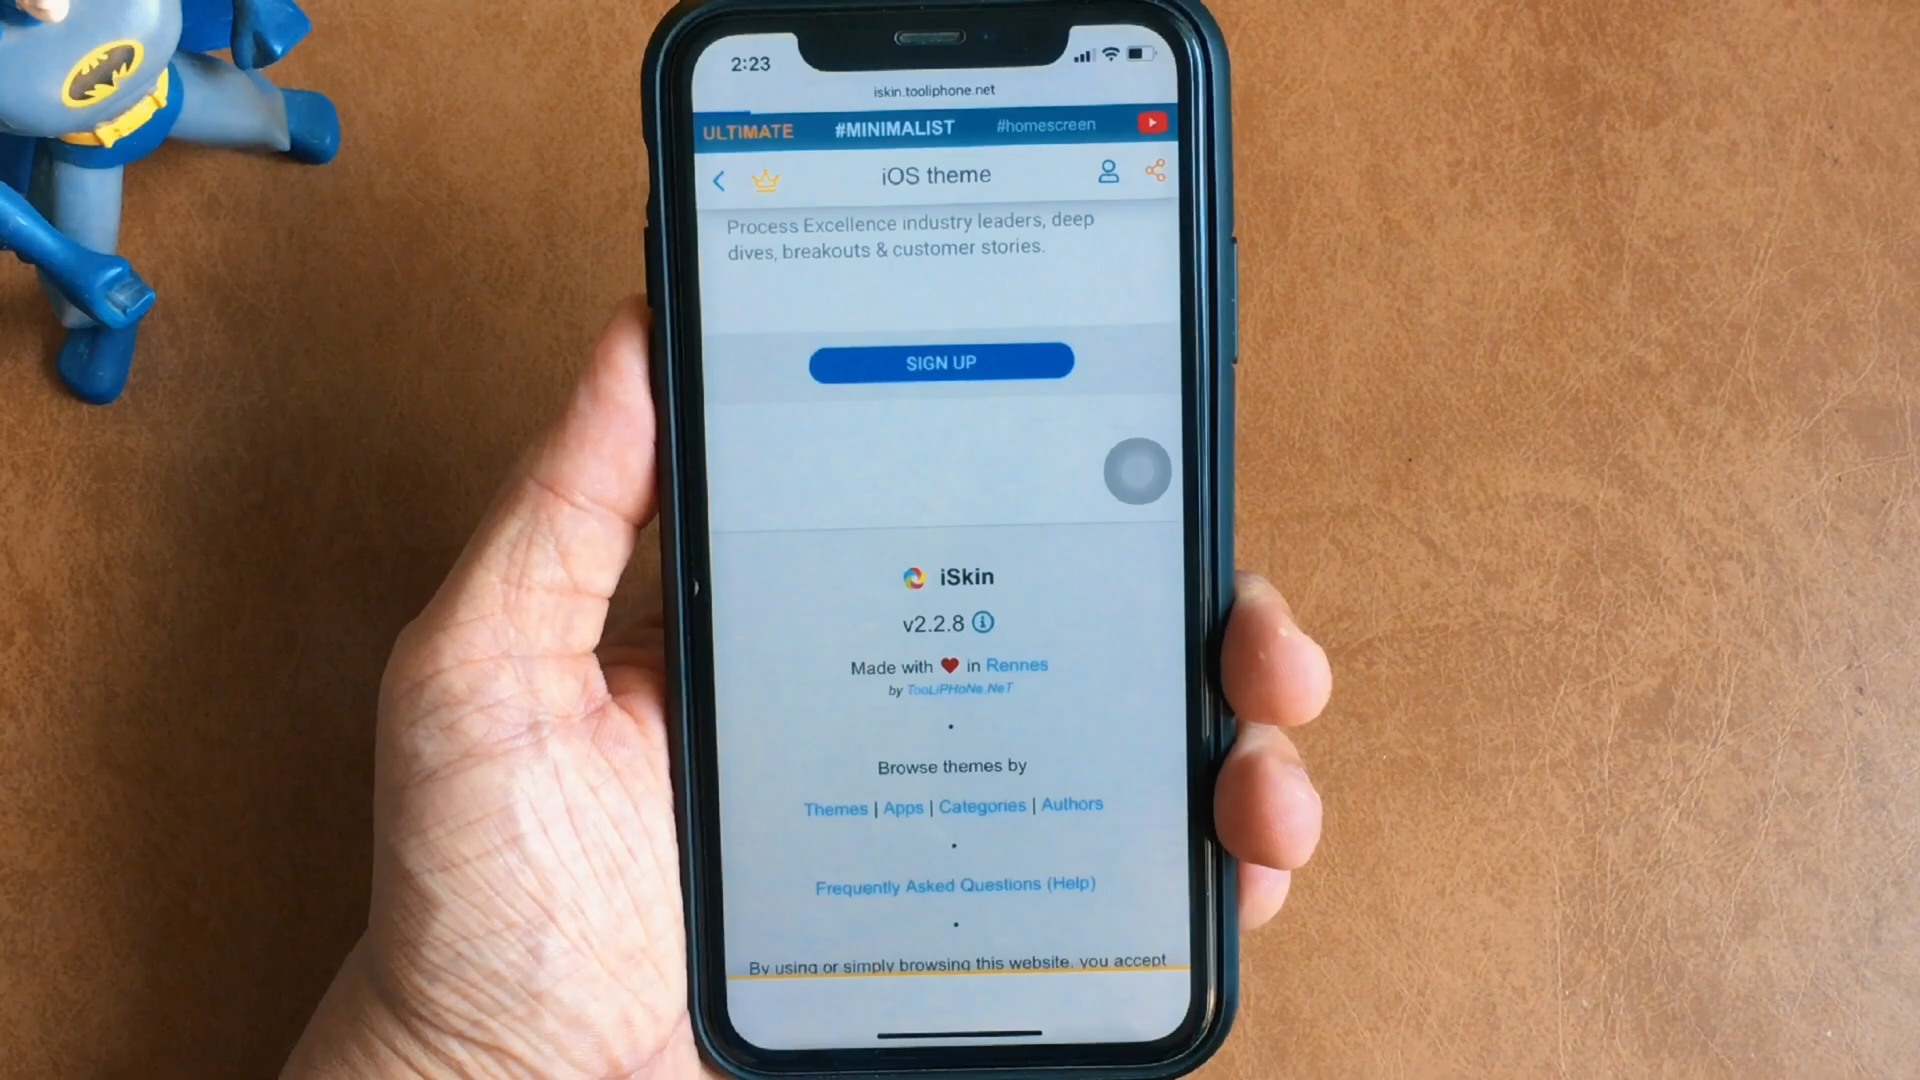 2:23
iskin.tooliphone.net
ULTIMATE #MINIMALIST #homescreen
iOS theme
Process Excellence industry leaders, deep
dives, breakouts & customer stories.
SIGN UP
iSkin
v2.2.8
Made with ❤ in Rennes
by TooLiPHoNe.NeT
•
Browse themes by
Themes | Apps | Categories | Authors
•
Frequently Asked Questions (Help)
•
By using or simply browsing this website, you accept